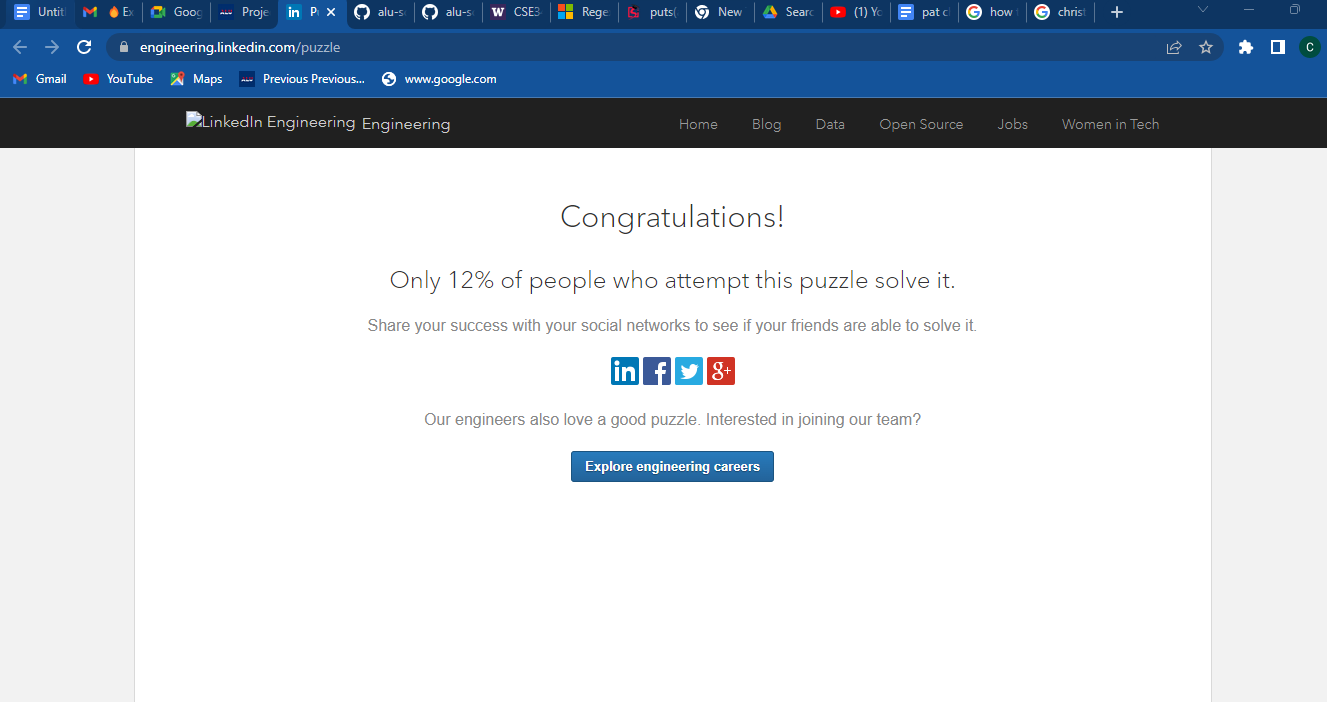 Untitl Ex Goog Proje P alu-s alu-s CSE3 Rege puts( New Searc (1) Yo pat c how christ
engineering.linkedin.com/puzzle
C
Gmail YouTube Maps Previous Previous... www.google.com
LinkedIn Engineering Engineering Home Blog Data Open Source Jobs Women in Tech
Congratulations!
Only 12% of people who attempt this puzzle solve it.
Share your success with your social networks to see if your friends are able to solve it.
in f g+
Our engineers also love a good puzzle. Interested in joining our team?
Explore engineering careers